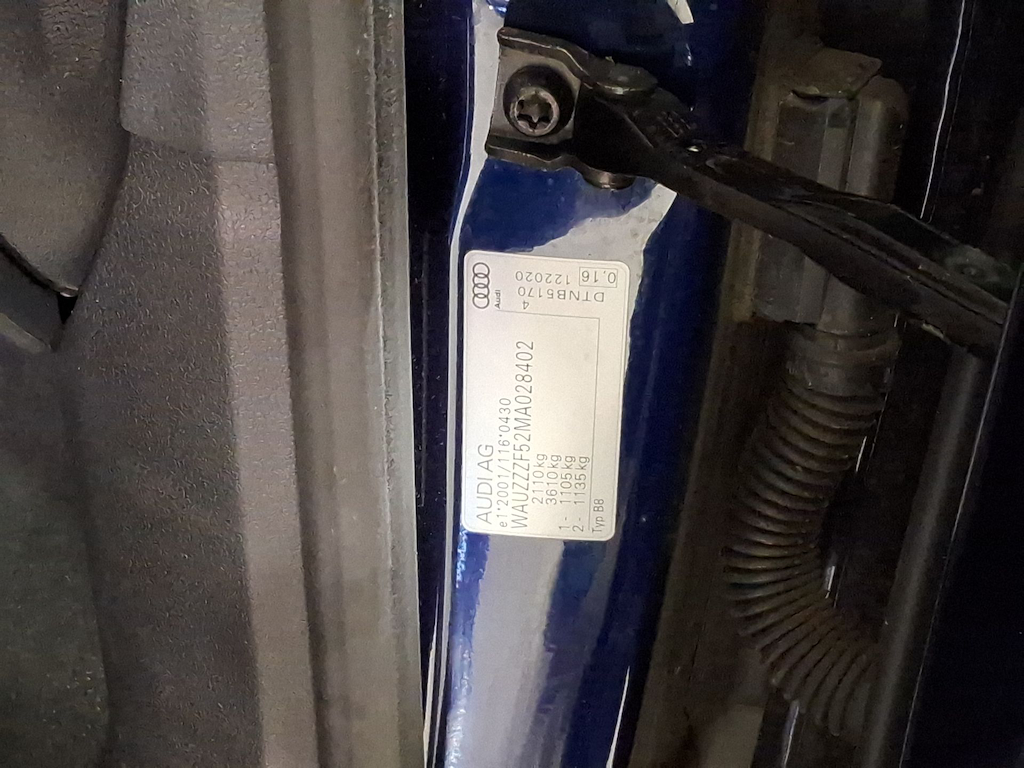 AUDI AG
e1*2001/116*0430
WAUZZZF52MA028402
2110kg
3610kg
1- 1105kg
2- 1135kg
Typ B8
Audi
4
DTNB5170
122020
0.16